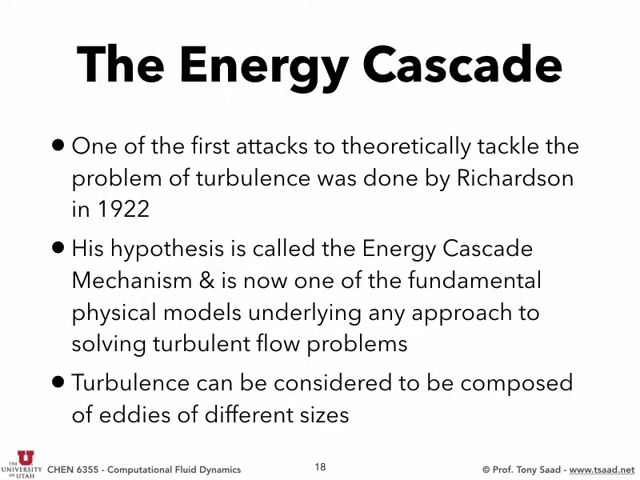 The Energy Cascade
• One of the first attacks to theoretically tackle the
problem of turbulence was done by Richardson
in 1922
• His hypothesis is called the Energy Cascade
Mechanism & is now one of the fundamental
physical models underlying any approach to
solving turbulent flow problems
• Turbulence can be considered to be composed
of eddies of different sizes
THE
UNIVERSITY
OF UTAH
CHEN 6355 - Computational Fluid Dynamics
18
© Prof. Tony Saad - www.tsaad.net